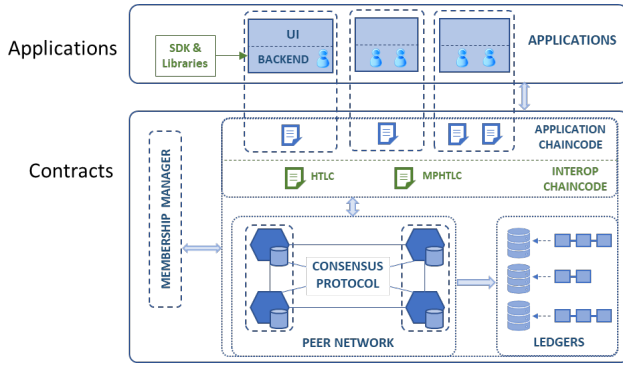 Applications
SDK &
Libraries
UI
BACKEND
APPLICATIONS
Contracts
MEMBERSHIP MANAGER
APPLICATION
CHAINCODE
HTLC
MPHTLC
INTEROP
CHAINCODE
CONSENSUS
PROTOCOL
PEER NETWORK
LEDGERS